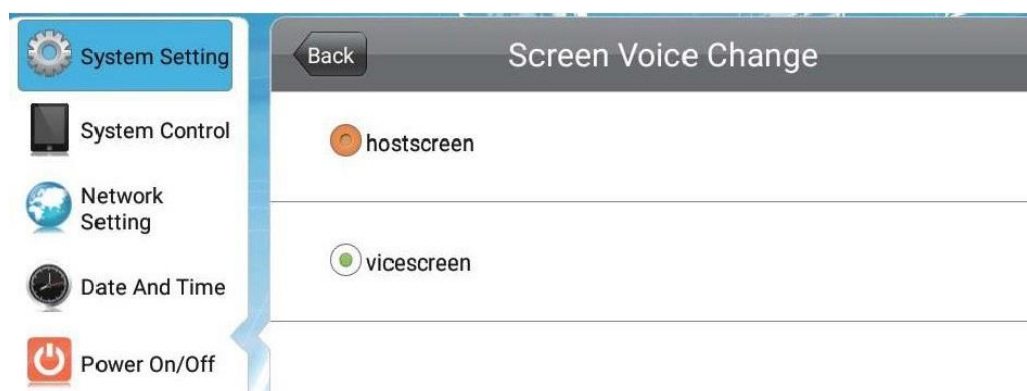 System Setting
Back
Screen Voice Change
System Control
hostscreen
Network
Setting
vicescreen
Date And Time
Power On/Off